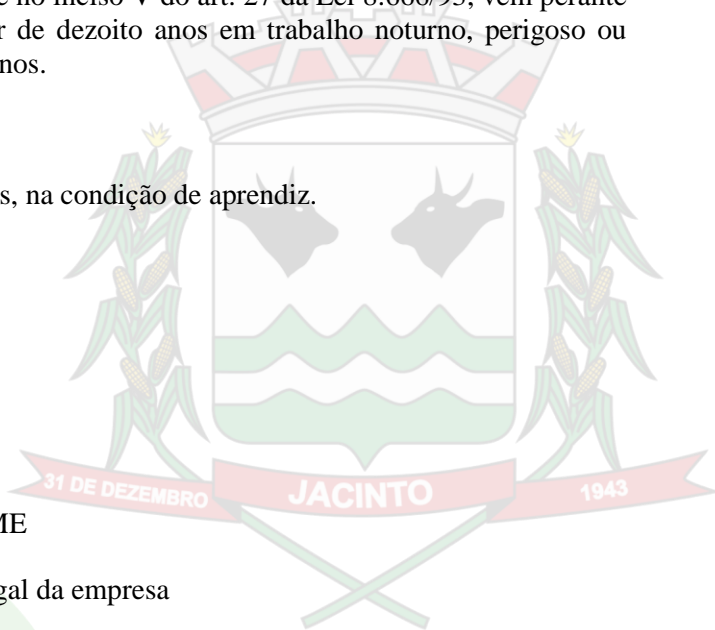 e no inciso V do art. 27 da Lei 8.666/93, vem perante
r de dezoito anos em trabalho noturno, perigoso ou
nos.
s, na condição de aprendiz.
31 DE DEZEMBRO JACINTO 1943
ME
gal da empresa